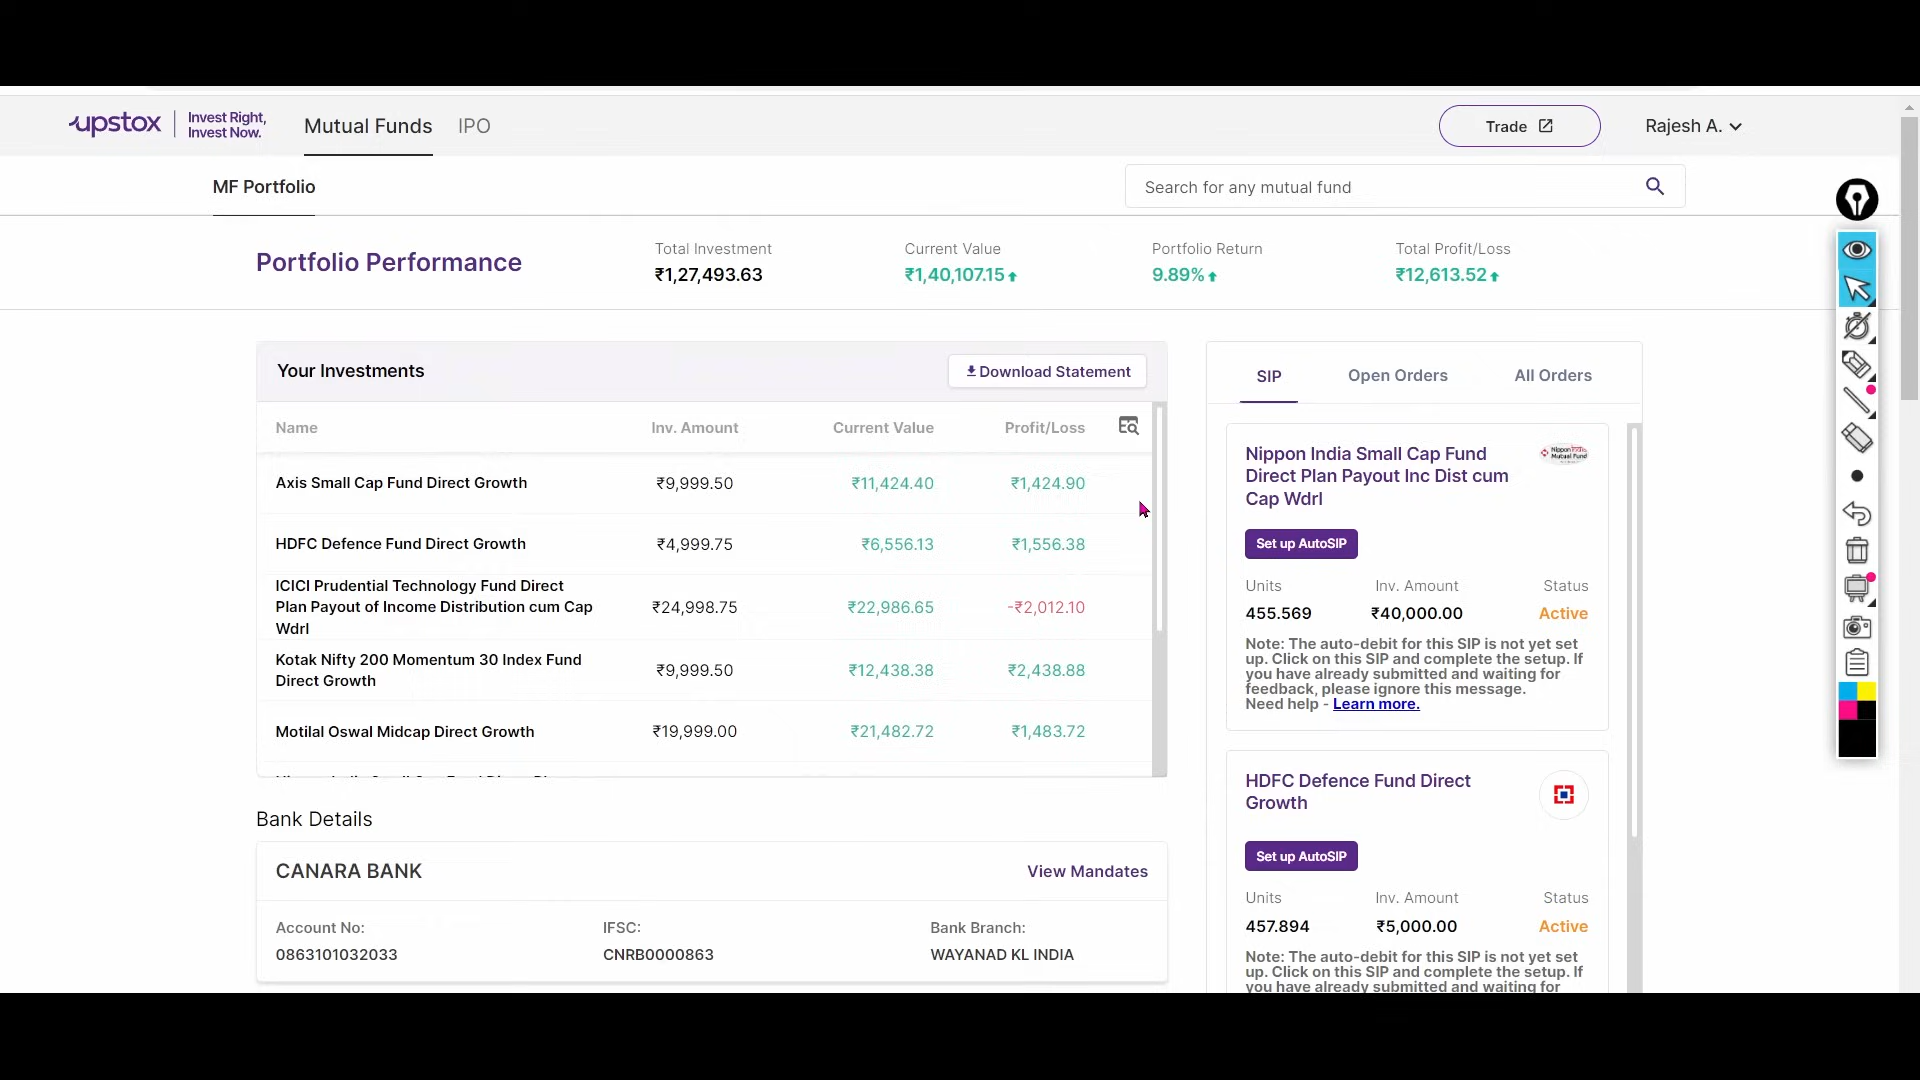 upstox
Invest Right,
Invest Now.
Mutual Funds
IPO
Trade
Rajesh A.
MF Portfolio
Search for any mutual fund
Portfolio Performance
Total Investment
₹1,27,493.63
Current Value
₹1,40,107.15
Portfolio Return
9.89%
Total Profit/Loss
₹12,613.52
Your Investments
Download Statement
Name Inv. Amount Current Value Profit/Loss
Axis Small Cap Fund Direct Growth ₹9,999.50 ₹11,424.40 ₹1,424.90
HDFC Defence Fund Direct Growth ₹4,999.75 ₹6,556.13 ₹1,556.38
ICICI Prudential Technology Fund Direct
Plan Payout of Income Distribution cum Cap ₹24,998.75 ₹22,986.65 -₹2,012.10
Wdrl
Kotak Nifty 200 Momentum 30 Index Fund
Direct Growth ₹9,999.50 ₹12,438.38 ₹2,438.88
Motilal Oswal Midcap Direct Growth ₹19,999.00 ₹21,482.72 ₹1,483.72
Bank Details
CANARA BANK
View Mandates
Account No: IFSC: Bank Branch:
0863101032033 CNRB0000863 WAYANAD KL INDIA
SIP
Open Orders
All Orders
Nippon India Small Cap Fund
Direct Plan Payout Inc Dist cum
Cap Wdrl
Set up AutoSIP
Units Inv. Amount Status
455.569 ₹40,000.00 Active
Note: The auto-debit for this SIP is not yet set
up. Click on this SIP and complete the setup. If
you have already submitted and waiting for
feedback, please ignore this message.
Need help - Learn more.
HDFC Defence Fund Direct
Growth
Set up AutoSIP
Units Inv. Amount Status
457.894 ₹5,000.00 Active
Note: The auto-debit for this SIP is not yet set
up. Click on this SIP and complete the setup. If
you have already submitted and waiting for